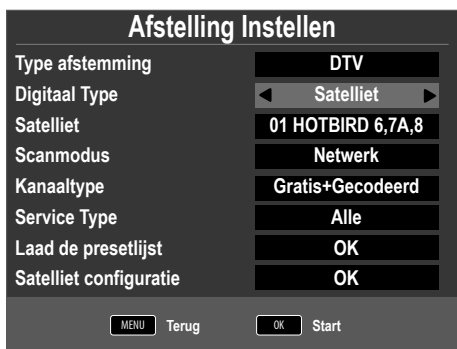 Afstelling Instellen
Type afstemming DTV
Digitaal Type Satelliet
Satelliet 01 HOTBIRD 6,7A,8
Scanmodus Netwerk
Kanaaltype Gratis+Gecodeerd
Service Type Alle
Laad de presetlijst OK
Satelliet configuratie OK
MENU Terug OK Start